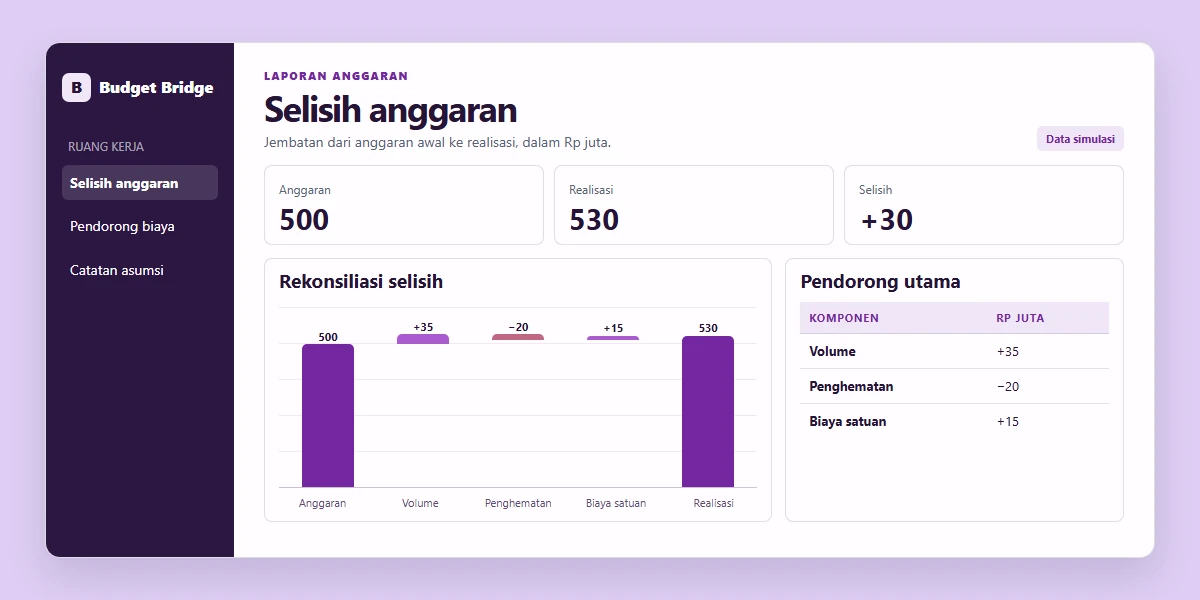 B Budget Bridge
RUANG KERJA
Selisih anggaran
Pendorong biaya
Catatan asumsi
LAPORAN ANGGARAN
Selisih anggaran
Jembatan dari anggaran awal ke realisasi, dalam Rp juta.
Data simulasi
Anggaran
500
Realisasi
530
Selisih
+30
Rekonsiliasi selisih
500 +35 −20 +15 530
Anggaran Volume Penghematan Biaya satuan Realisasi
Pendorong utama
KOMPONEN RP JUTA
Volume +35
Penghematan −20
Biaya satuan +15